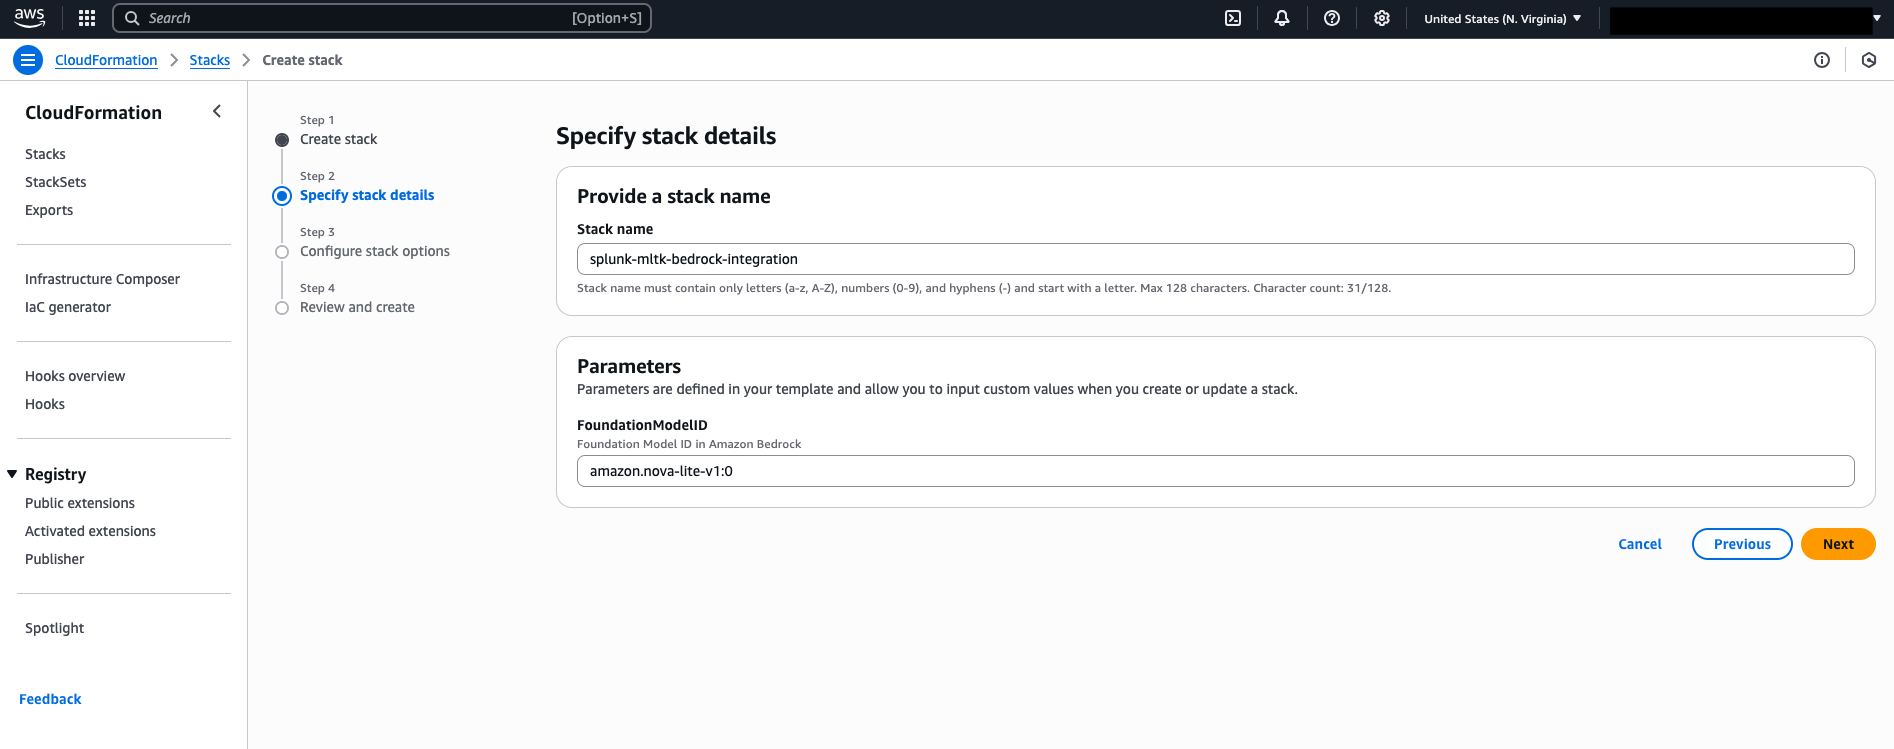 aws
Search
[Option+S]
United States (N. Virginia)
CloudFormation
Stacks
Create stack
CloudFormation
Stacks
StackSets
Exports
Infrastructure Composer
IaC generator
Hooks overview
Hooks
Registry
Public extensions
Activated extensions
Publisher
Spotlight
Feedback
Step 1
Create stack
Step 2
Specify stack details
Step 3
Configure stack options
Step 4
Review and create
Specify stack details
Provide a stack name
Stack name
splunk-mltk-bedrock-integration
Stack name must contain only letters (a-z, A-Z), numbers (0-9), and hyphens (-) and start with a letter. Max 128 characters. Character count: 31/128.
Parameters
Parameters are defined in your template and allow you to input custom values when you create or update a stack.
FoundationModelID
Foundation Model ID in Amazon Bedrock
amazon.nova-lite-v1:0
Cancel
Previous
Next